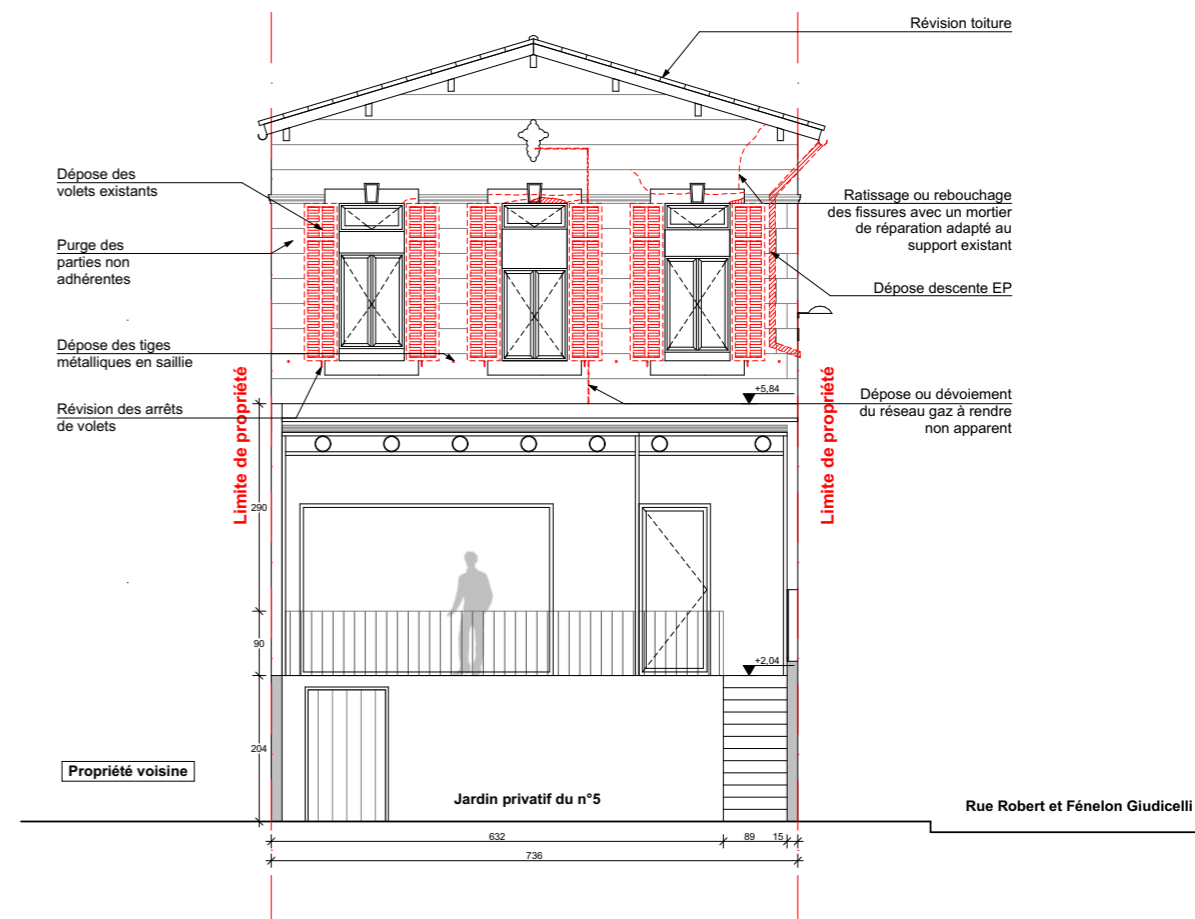 Révision toiture
Dépose des
volets existants
Purge des
parties non
adhérentes
Dépose des tiges
métalliques en saillie
Révision des arrêts
de volets
Ratissage ou rebouchage
des fissures avec un mortier
de réparation adapté au
support existant
Dépose descente EP
Dépose ou dévoiement
du réseau gaz à rendre
non apparent
+5,84
Limite de propriété
Limite de propriété
290
90
+2,04
204
Propriété voisine
Jardin privatif du n°5
Rue Robert et Fénelon Giudicelli
632
89
15
736